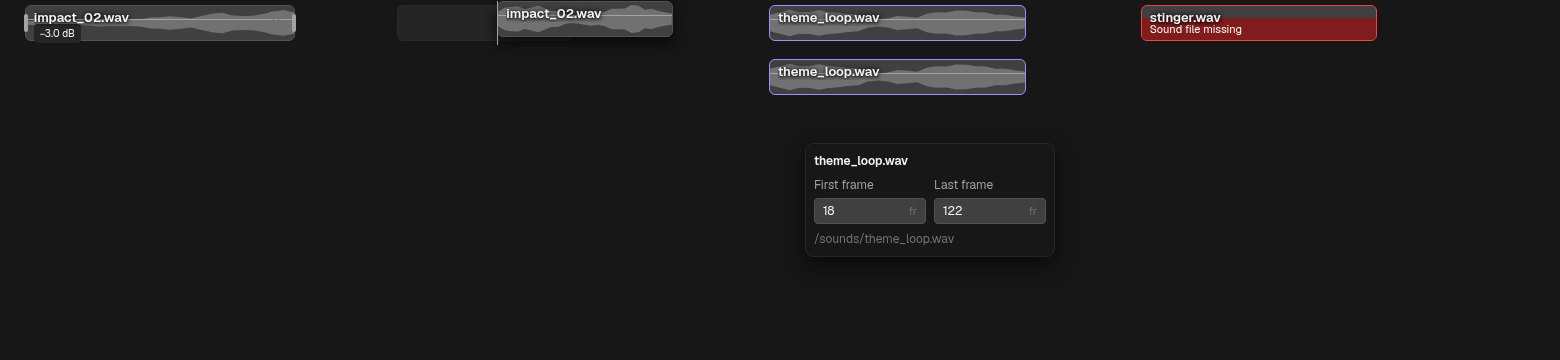 impact_02.wav
-3.0 dB
impact_02.wav
theme_loop.wav
stinger.wav
Sound file missing
theme_loop.wav
theme_loop.wav
First frame
Last frame
18 fr
122 fr
/sounds/theme_loop.wav